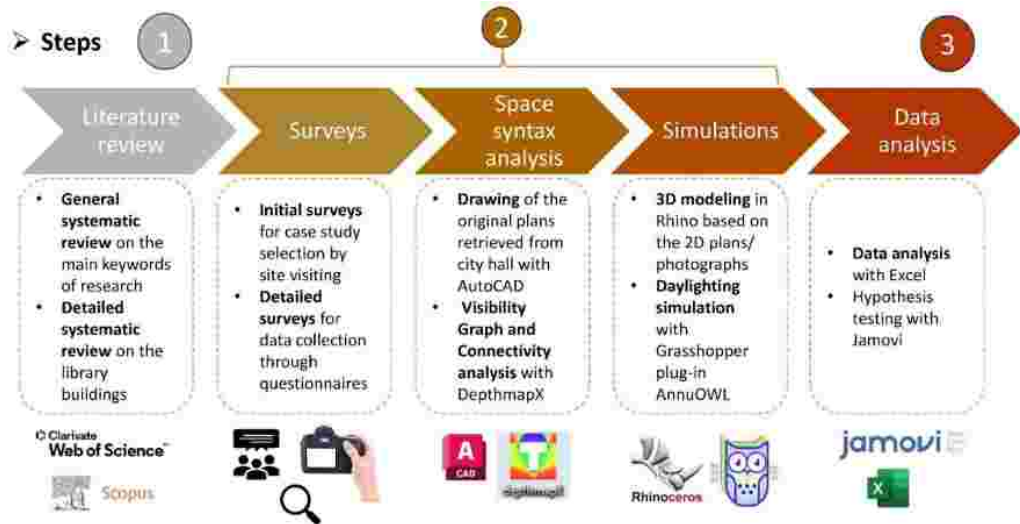 ➢ Steps
1
2
3
Literature
review
Surveys
Space
syntax
analysis
Simulations
Data
analysis
• General
systematic
review on the
main keywords
of research
• Detailed
systematic
review on the
library
buildings
• Initial surveys
for case study
selection by
site visiting
• Detailed
surveys for
data collection
through
questionnaires
• Drawing of the
original plans
retrieved from
city hall with
AutoCAD
• Visibility
Graph and
Connectivity
analysis with
DepthmapX
• 3D modeling in
Rhino based on
the 2D plans/
photographs
• Daylighting
simulation
with
Grasshopper
plug-in
AnnuOWL
• Data analysis
with Excel
• Hypothesis
testing with
Jamovi
Clarivate
Web of Science™
Scopus
A
CAD
depthmapX
Rhinoceros
jamovi
X